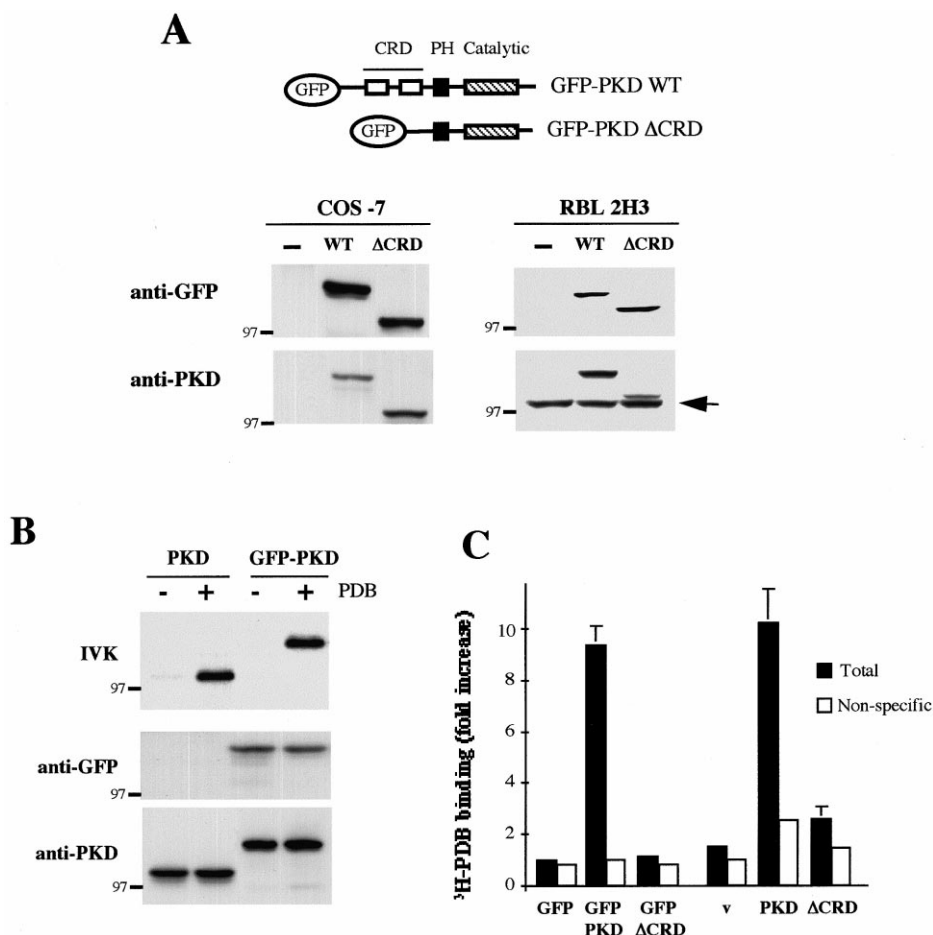 A
CRD PH Catalytic
GFP GFP-PKD WT
GFP GFP-PKD ΔCRD
COS -7 RBL 2H3
– WT ΔCRD – WT ΔCRD
anti-GFP
97 97
anti-PKD
97 97
B
PKD GFP-PKD
- + - + PDB
IVK
97
anti-GFP
97
anti-PKD
97
C
³H-PDB binding (fold increase)
10
8
6
4
2
0
Total
Non-specific
GFP GFP PKD GFP ΔCRD v PKD ΔCRD